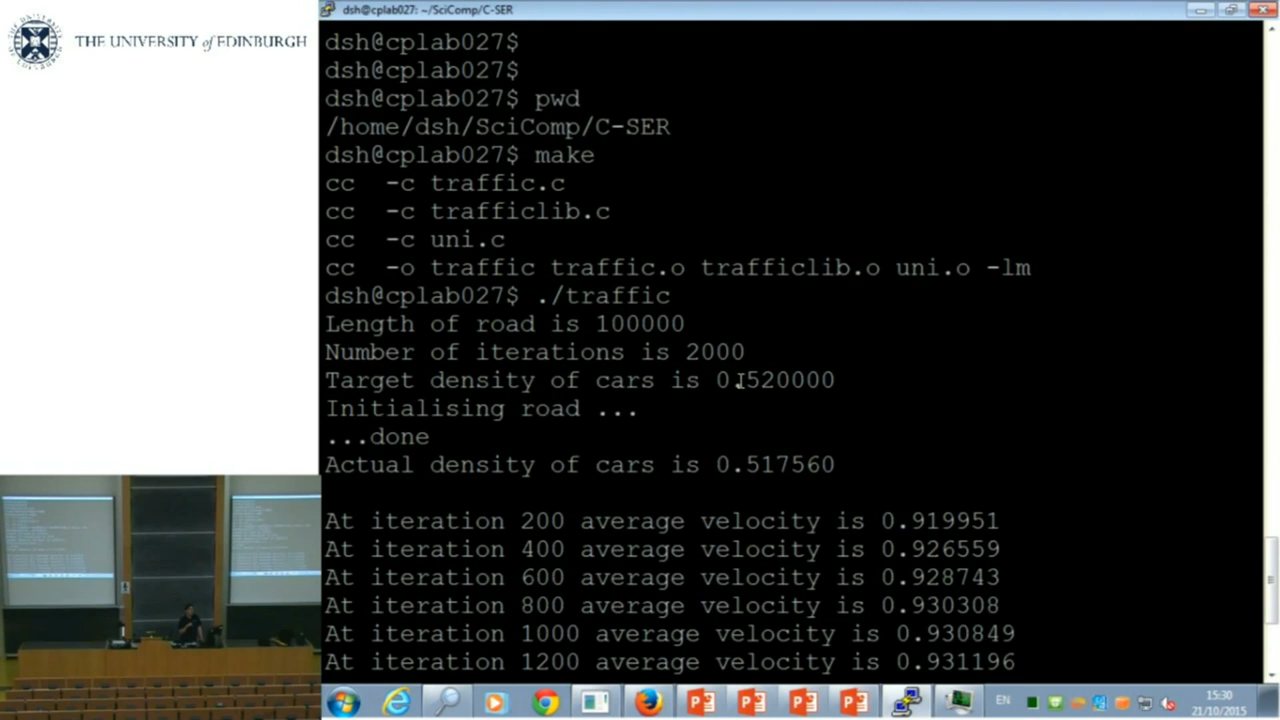 THE UNIVERSITY of EDINBURGH
dsh@cplab027: ~/SciComp/C-SER
dsh@cplab027$
dsh@cplab027$
dsh@cplab027$ pwd
/home/dsh/SciComp/C-SER
dsh@cplab027$ make
cc  -c traffic.c
cc  -c trafficlib.c
cc  -c uni.c
cc  -o traffic traffic.o trafficlib.o uni.o -lm
dsh@cplab027$ ./traffic
Length of road is 100000
Number of iterations is 2000
Target density of cars is 0.520000
Initialising road ...
...done
Actual density of cars is 0.517560
At iteration 200 average velocity is 0.919951
At iteration 400 average velocity is 0.926559
At iteration 600 average velocity is 0.928743
At iteration 800 average velocity is 0.930308
At iteration 1000 average velocity is 0.930849
At iteration 1200 average velocity is 0.931196
EN
15:30
21/10/2015